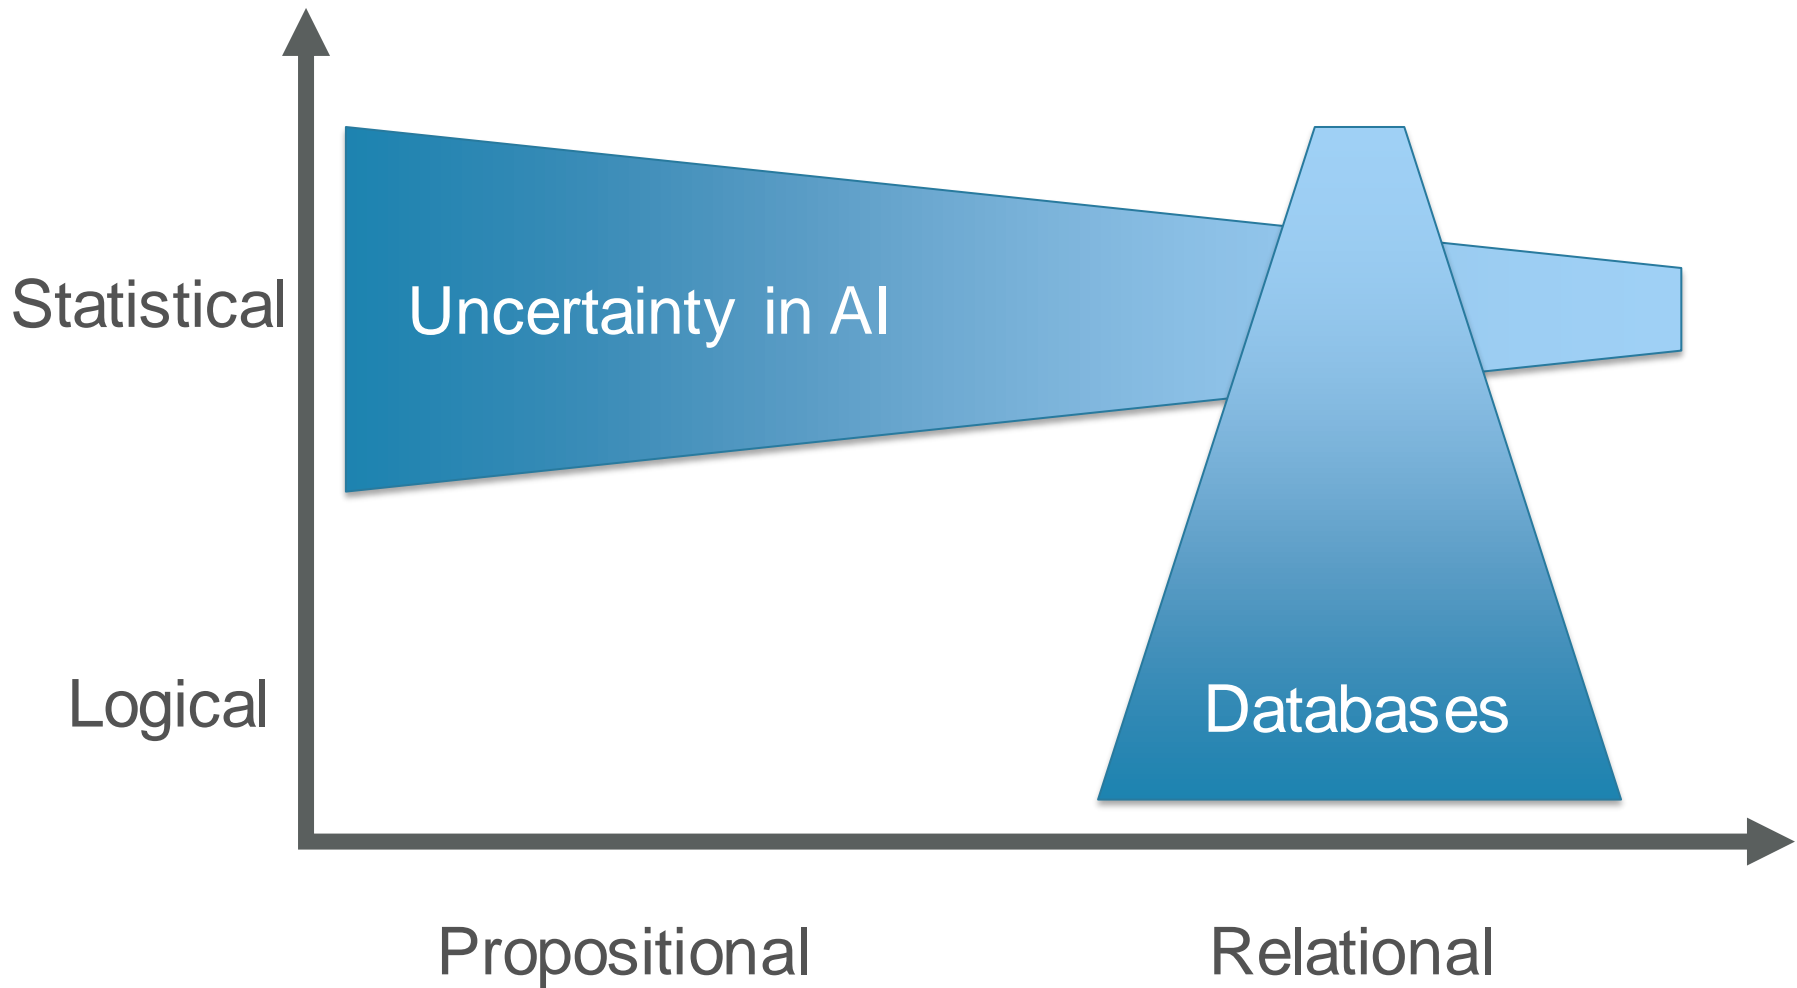 Statistical
Uncertainty in AI
Logical
Databases
Propositional
Relational